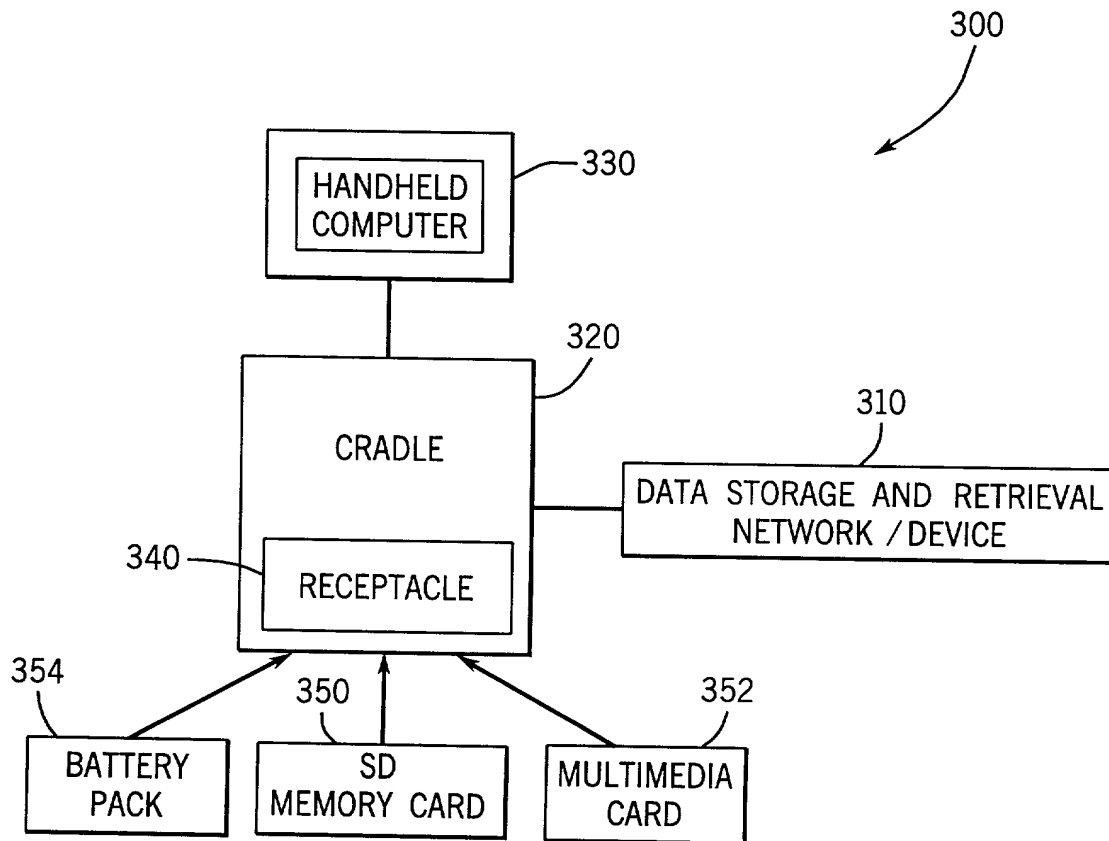 300
330
HANDHELD
COMPUTER
320
CRADLE
310
DATA STORAGE AND RETRIEVAL
NETWORK / DEVICE
340
RECEPTACLE
354
350
352
BATTERY
PACK
SD
MEMORY CARD
MULTIMEDIA
CARD